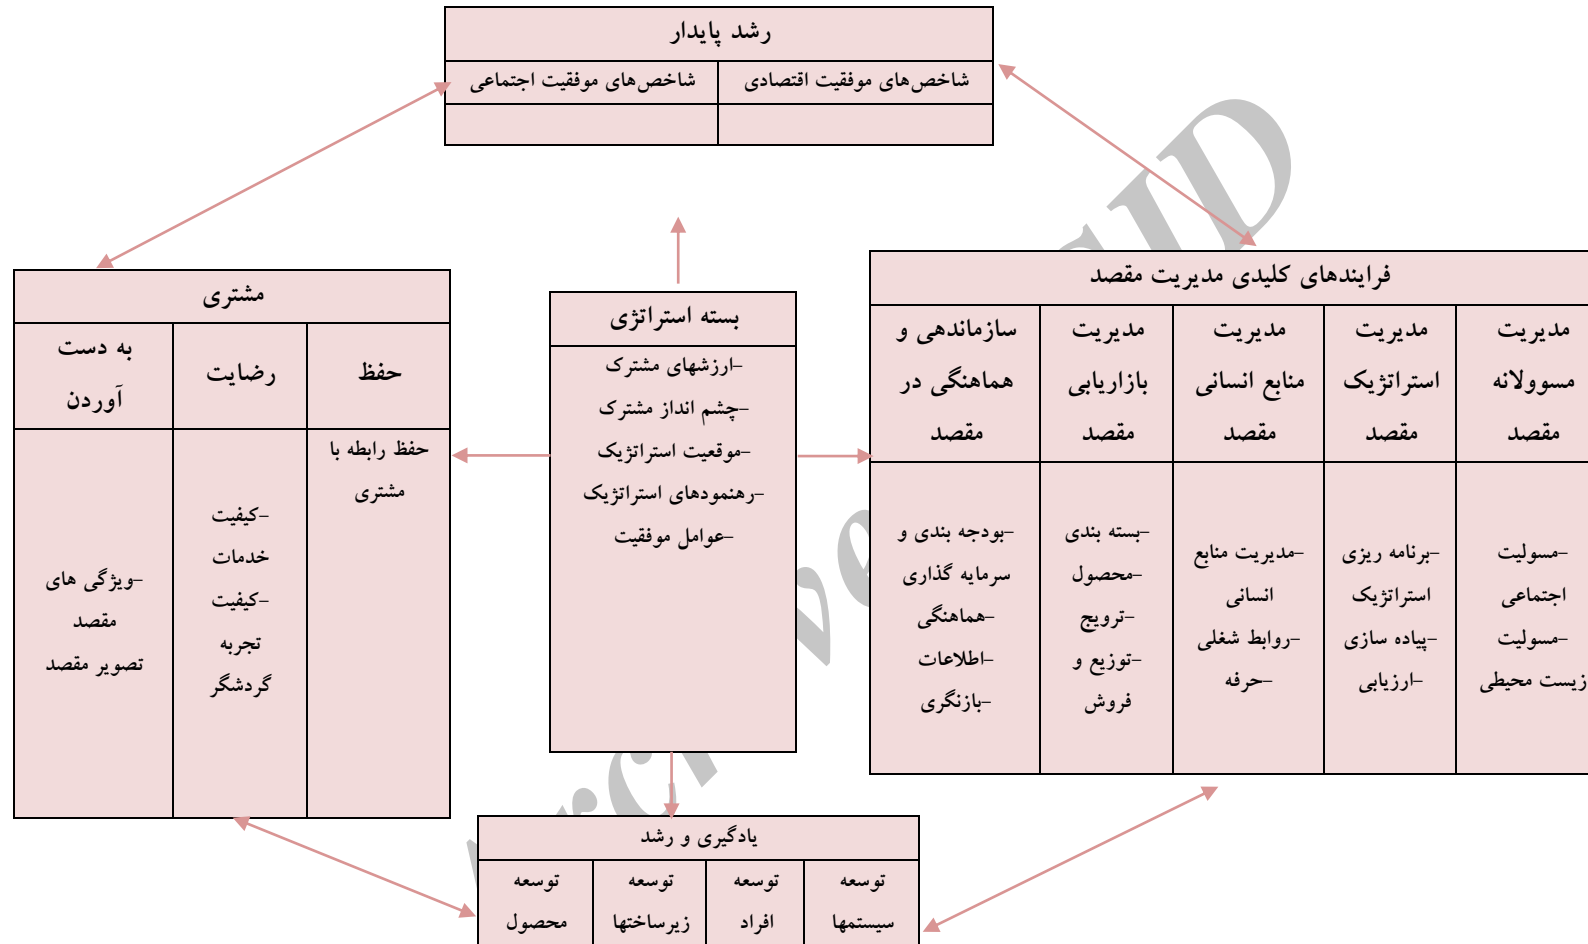 رشد پایدار
شاخص‌های موفقیت اقتصادی
شاخص‌های موفقیت اجتماعی
فرایندهای کلیدی مدیریت مقصد
مدیریت
مسوولانه
مقصد
مدیریت
استراتژیک
مقصد
مدیریت
منابع انسانی
مقصد
مدیریت
بازاریابی
مقصد
سازماندهی و
هماهنگی در
مقصد
-مسولیت
اجتماعی
-مسولیت
زیست محیطی
-برنامه ریزی
استراتژیک
-پیاده سازی
-ارزیابی
-مدیریت منابع
انسانی
-روابط شغلی
-حرفه
-بسته بندی
-محصول
-ترویج
-توزیع و
فروش
-بودجه بندی و
سرمایه گذاری
-هماهنگی
-اطلاعات
-بازنگری
بسته استراتژی
-ارزشهای مشترک
-چشم انداز مشترک
-موقعیت استراتژیک
-رهنمودهای استراتژیک
-عوامل موفقیت
مشتری
حفظ
رضایت
به دست
آوردن
حفظ رابطه با
مشتری
-کیفیت
خدمات
-کیفیت
تجربه
گردشگر
-ویژگی های
مقصد
تصویر مقصد
یادگیری و رشد
توسعه
سیستمها
توسعه
افراد
توسعه
زیرساختها
توسعه
محصول
Archive of SID